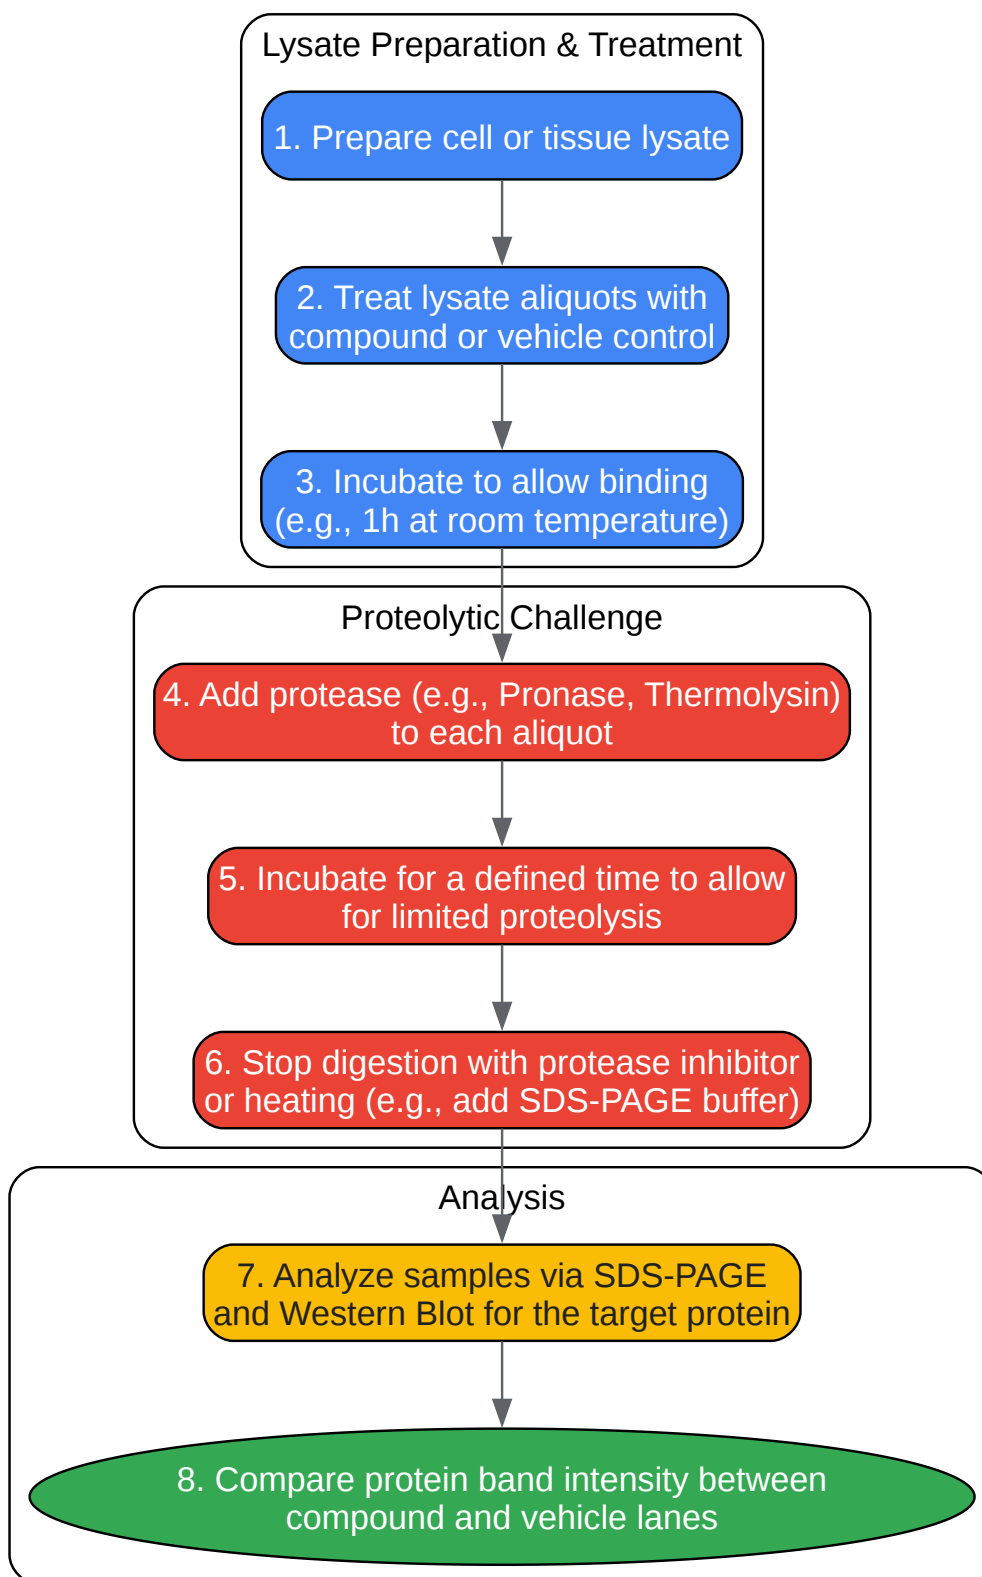 Lysate Preparation & Treatment
1. Prepare cell or tissue lysate
2. Treat lysate aliquots with
compound or vehicle control
3. Incubate to allow binding
(e.g., 1h at room temperature)
Proteolytic Challenge
4. Add protease (e.g., Pronase, Thermolysin)
to each aliquot
5. Incubate for a defined time to allow
for limited proteolysis
6. Stop digestion with protease inhibitor
or heating (e.g., add SDS-PAGE buffer)
Analysis
7. Analyze samples via SDS-PAGE
and Western Blot for the target protein
8. Compare protein band intensity between
compound and vehicle lanes